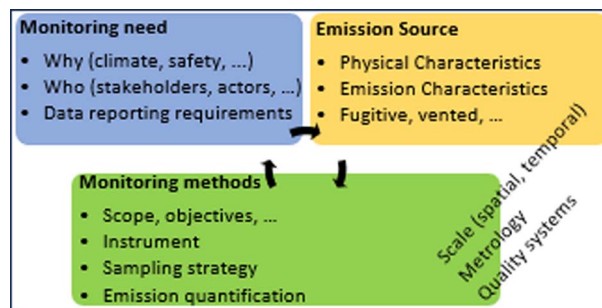 Monitoring need
• Why (climate, safety, ...)
• Who (stakeholders, actors, ...)
• Data reporting requirements
Emission Source
• Physical Characteristics
• Emission Characteristics
• Fugitive, vented, ...
Monitoring methods
• Scope, objectives, ...
• Instrument
• Sampling strategy
• Emission quantification
Scale (spatial, temporal)
Metrology
Quality systems